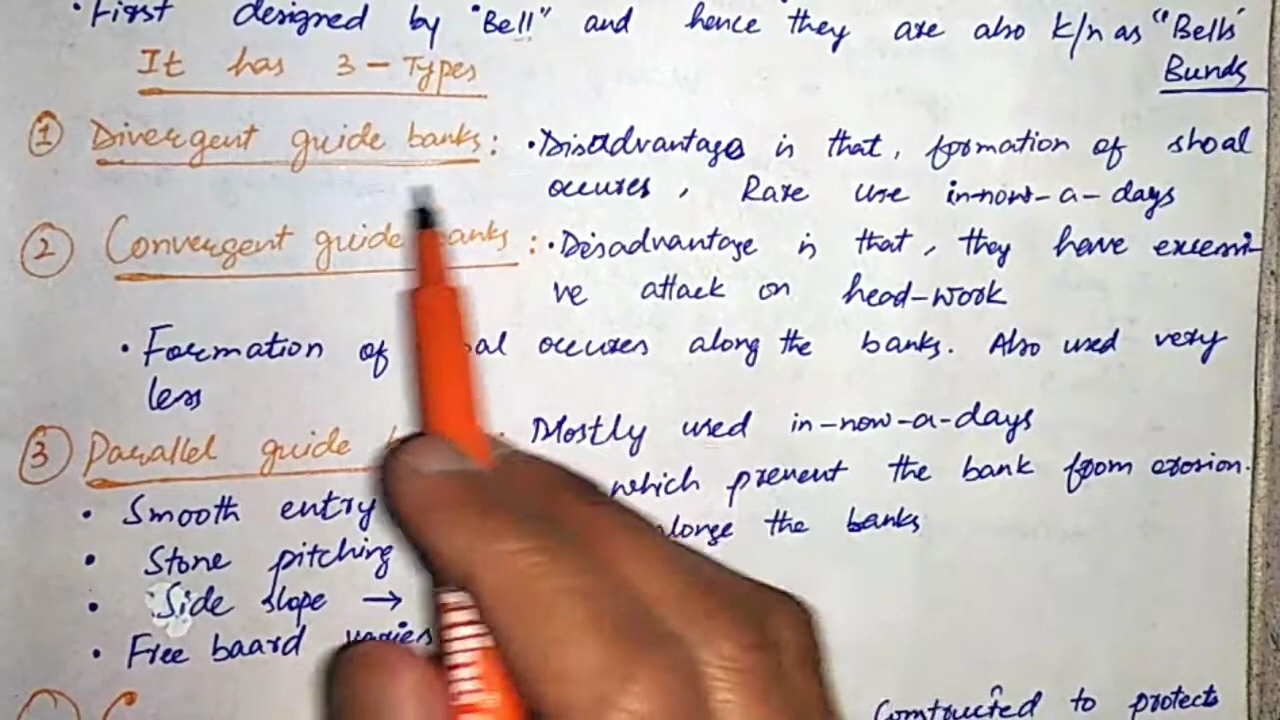 • First designed by "Bell" and hence they are also k/n as "Bell's Bunds
It has 3 - Types
① Divergent guide banks : • Disadvantage is that, formation of shoal
occures, Rare use in-now-a-days
② Convergent guide banks : • Disadvantage is that, they have excessi-
ve attack on head-work
• Formation of occures along the banks. Also used very
less
③ Parallel guide : Mostly used in-now-a-days
• Smooth entry which prevent the bank from erosion.
• Stone pitching alonge the banks
• Side slope →
• Free baard varies
Constructed to protects